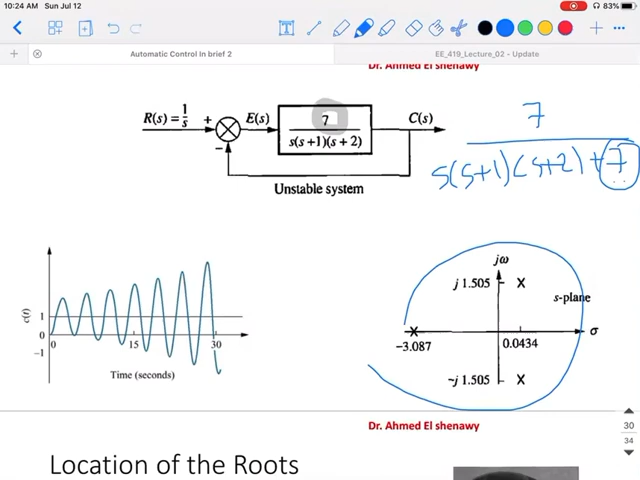 10:24 AM Sun Jul 12
83%
Automatic Control In brief 2
EE_419_Lecture_02 - Update
Dr. Ahmed El shenawy
R(s) = 1/s
+
E(s)
7
s(s+1)(s+2)
C(s)
−
Unstable system
7
s(s+1)(s+2)+7
c(t)
1
0
−1
0
15
30
Time (seconds)
jω
j 1.505
s-plane
σ
−3.087
0.0434
−j 1.505
Dr. Ahmed El shenawy
30
34
Location of the Roots